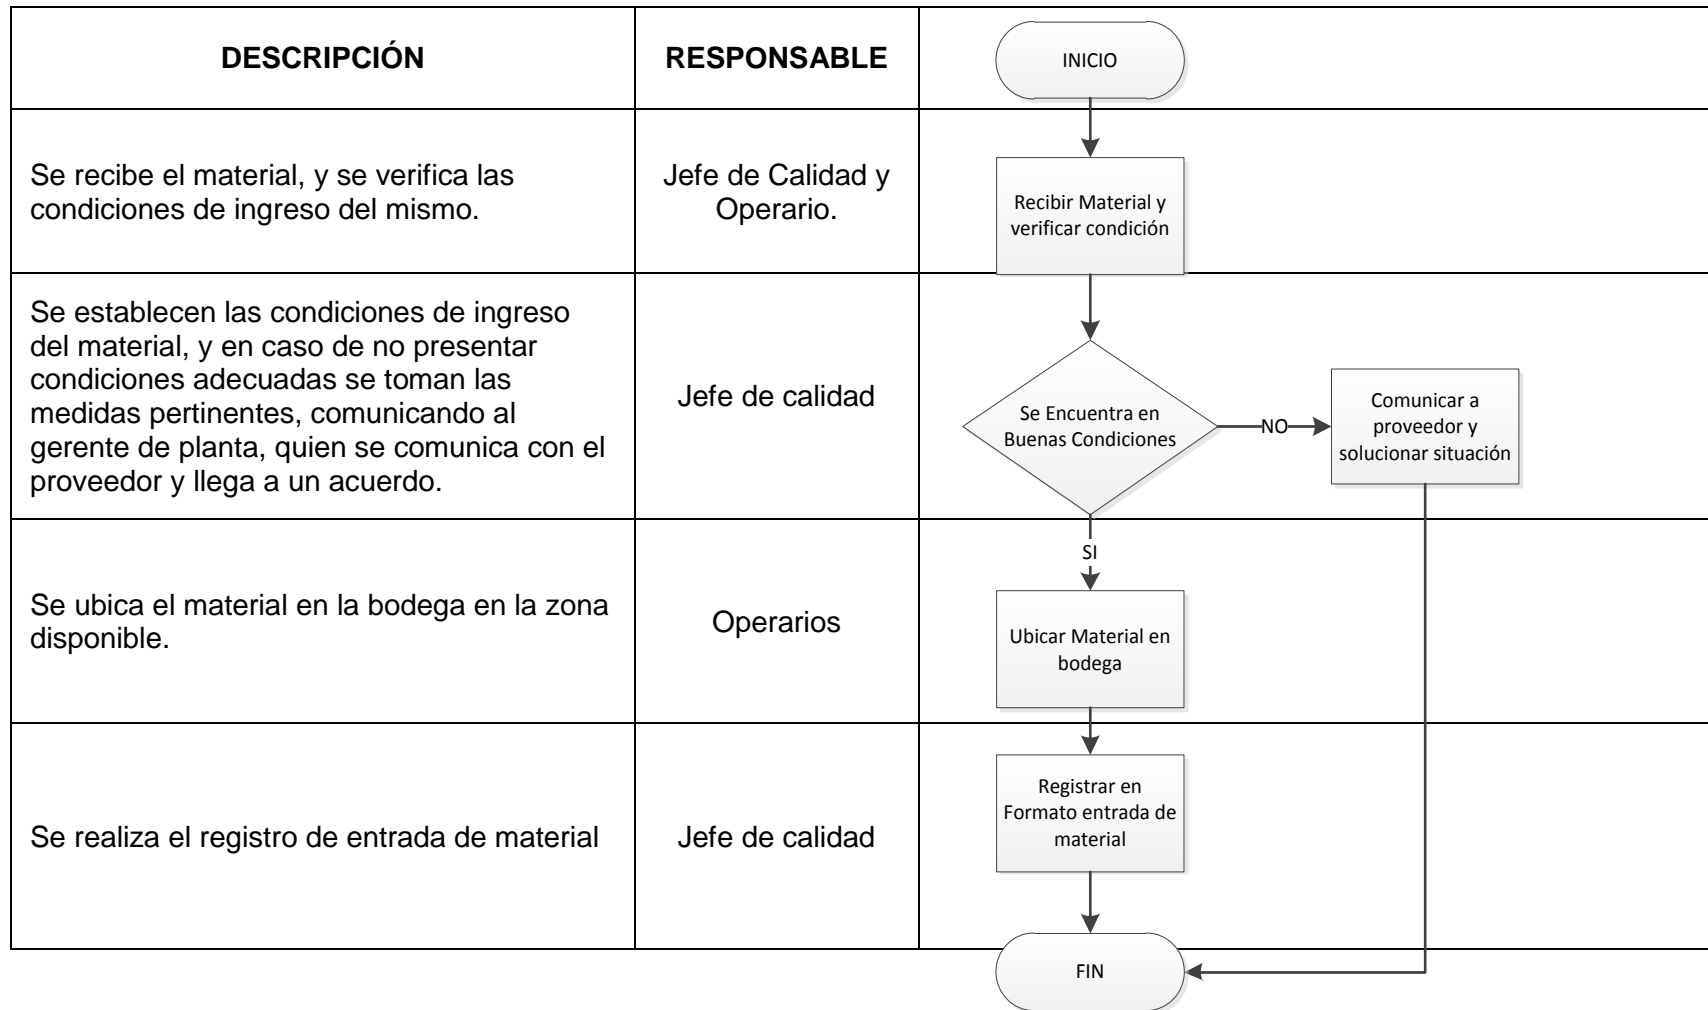 DESCRIPCIÓN
RESPONSABLE
INICIO
Se recibe el material, y se verifica las
condiciones de ingreso del mismo.
Jefe de Calidad y
Operario.
Recibir Material y
verificar condición
Se establecen las condiciones de ingreso
del material, y en caso de no presentar
condiciones adecuadas se toman las
medidas pertinentes, comunicando al
gerente de planta, quien se comunica con el
proveedor y llega a un acuerdo.
Jefe de calidad
Se Encuentra en
Buenas Condiciones
NO
Comunicar a
proveedor y
solucionar situación
SI
Se ubica el material en la bodega en la zona
disponible.
Operarios
Ubicar Material en
bodega
Se realiza el registro de entrada de material
Jefe de calidad
Registrar en
Formato entrada de
material
FIN